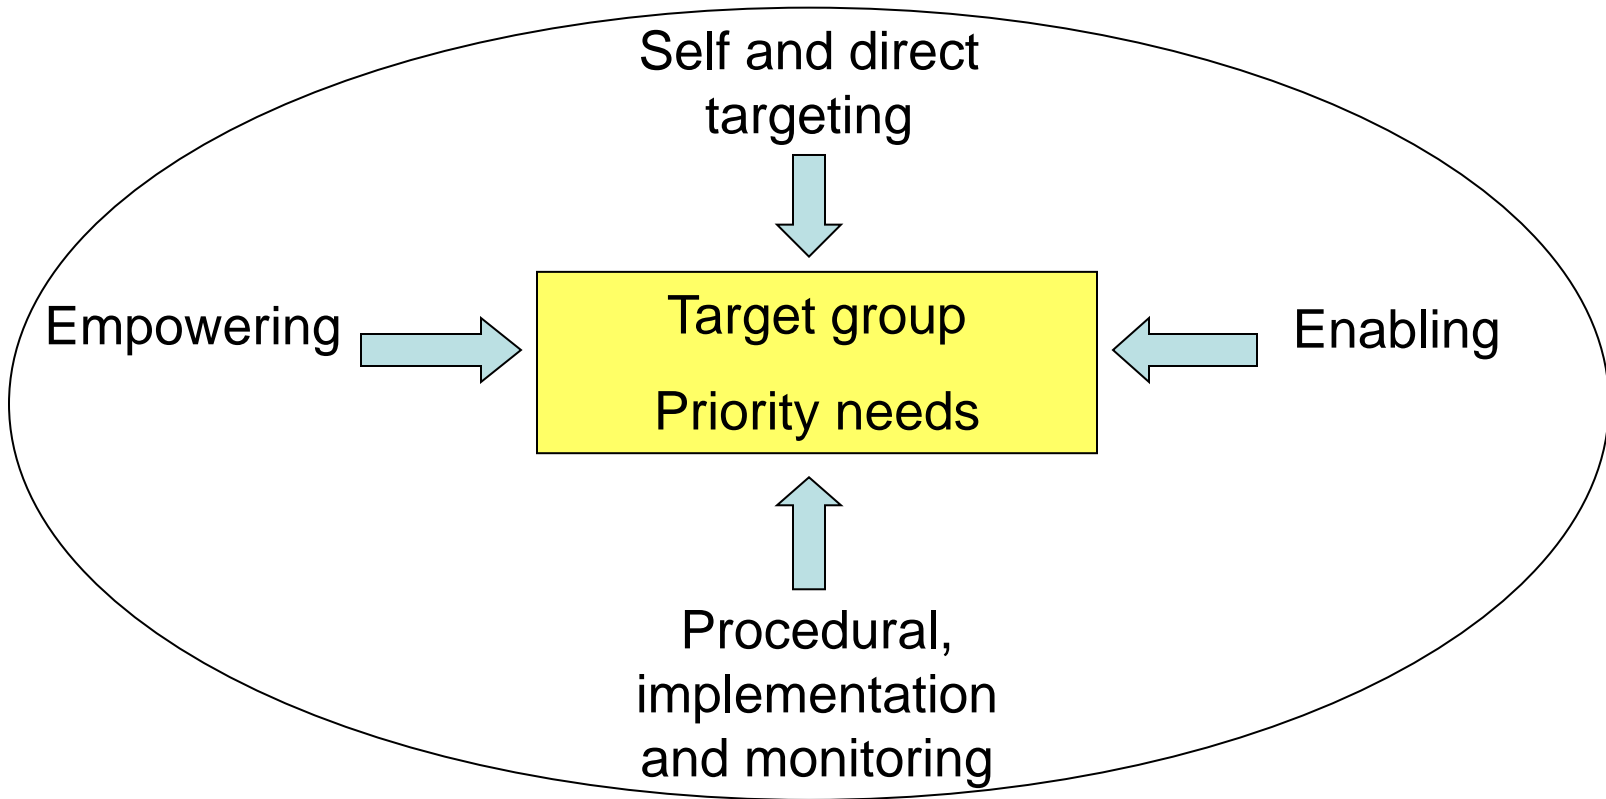 Self and direct
targeting
Empowering
Target group
Enabling
Priority needs
Procedural,
implementation
and monitoring